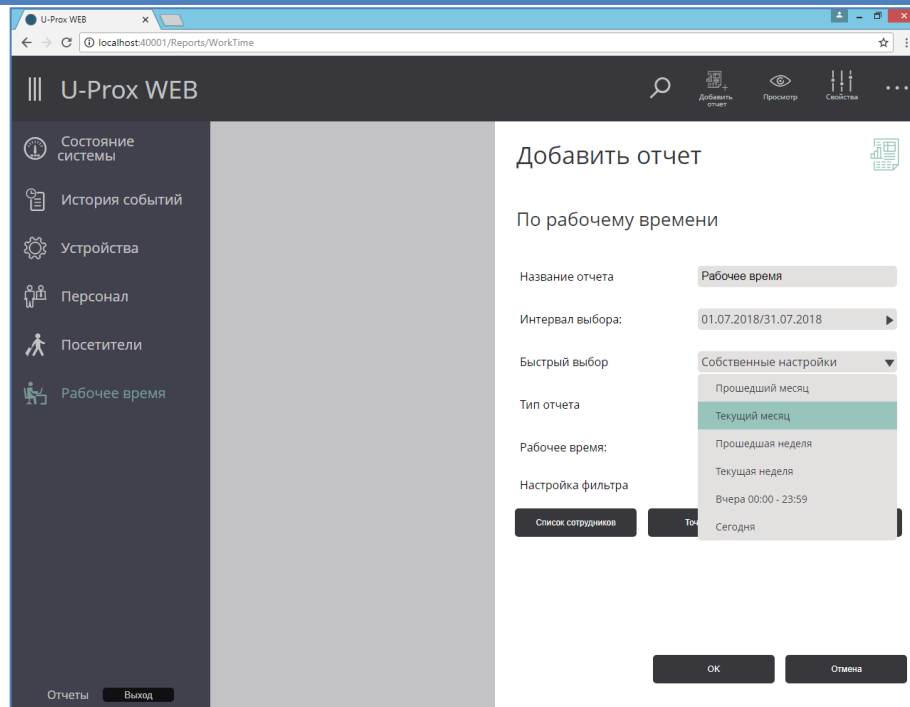 U-Prox WEB
localhost:40001/Reports/WorkTime
U-Prox WEB
Добавить отчет
Просмотр
Свойства
Состояние системы
История событий
Устройства
Персонал
Посетители
Рабочее время
Отчеты
Выход
Добавить отчет
По рабочему времени
Название отчета
Рабочее время
Интервал выбора:
01.07.2018/31.07.2018
Быстрый выбор
Собственные настройки
Прошедший месяц
Текущий месяц
Прошедшая неделя
Текущая неделя
Вчера 00:00 - 23:59
Сегодня
Тип отчета
Рабочее время:
Настройка фильтра
Список сотрудников
ОК
Отмена